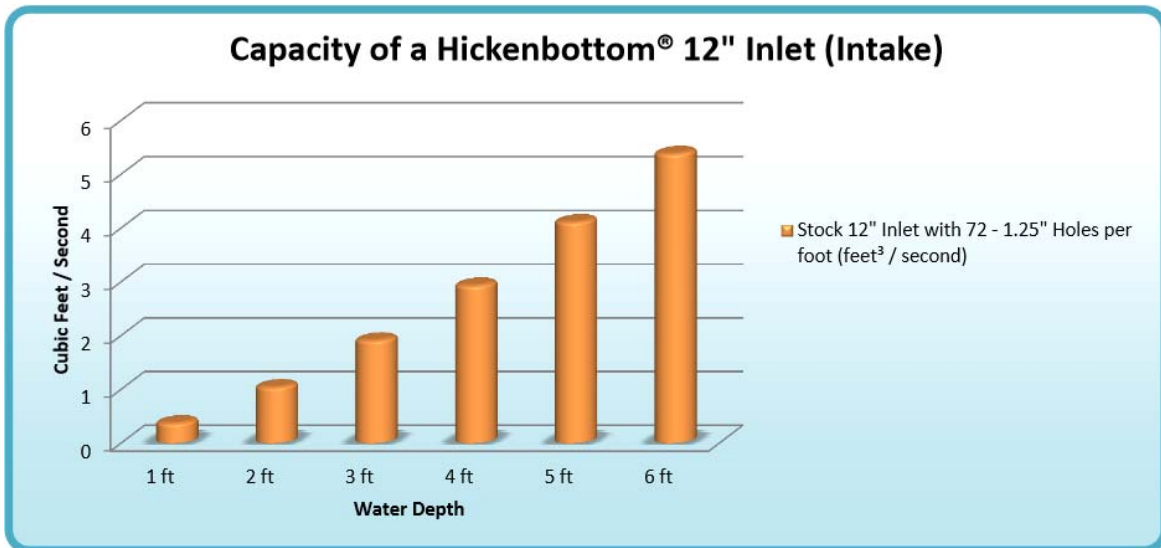 Capacity of a Hickenbottom® 12" Inlet (Intake)
6
5
4
3
2
1
0
Cubic Feet / Second
1 ft
2 ft
3 ft
4 ft
5 ft
6 ft
Water Depth
Stock 12" Inlet with 72 - 1.25" Holes per
foot (feet³ / second)